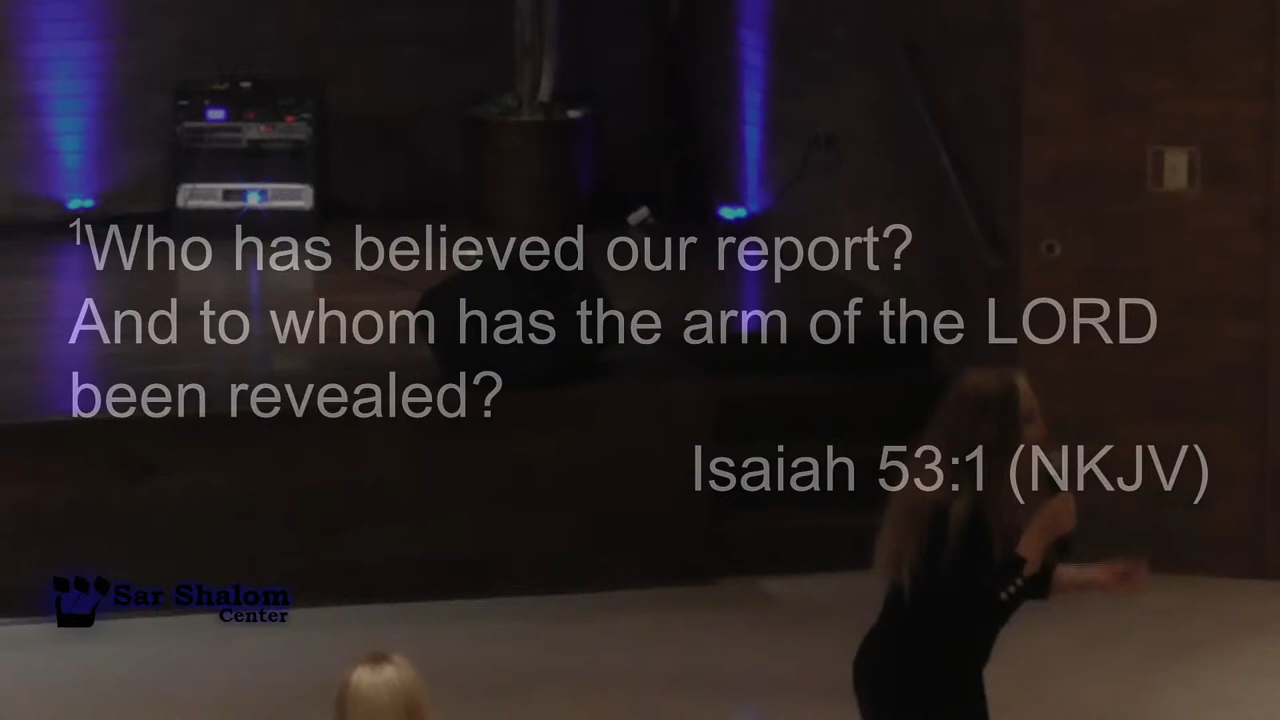 ¹Who has believed our report?
And to whom has the arm of the LORD
been revealed?
Isaiah 53:1 (NKJV)
Sar Shalom
Center